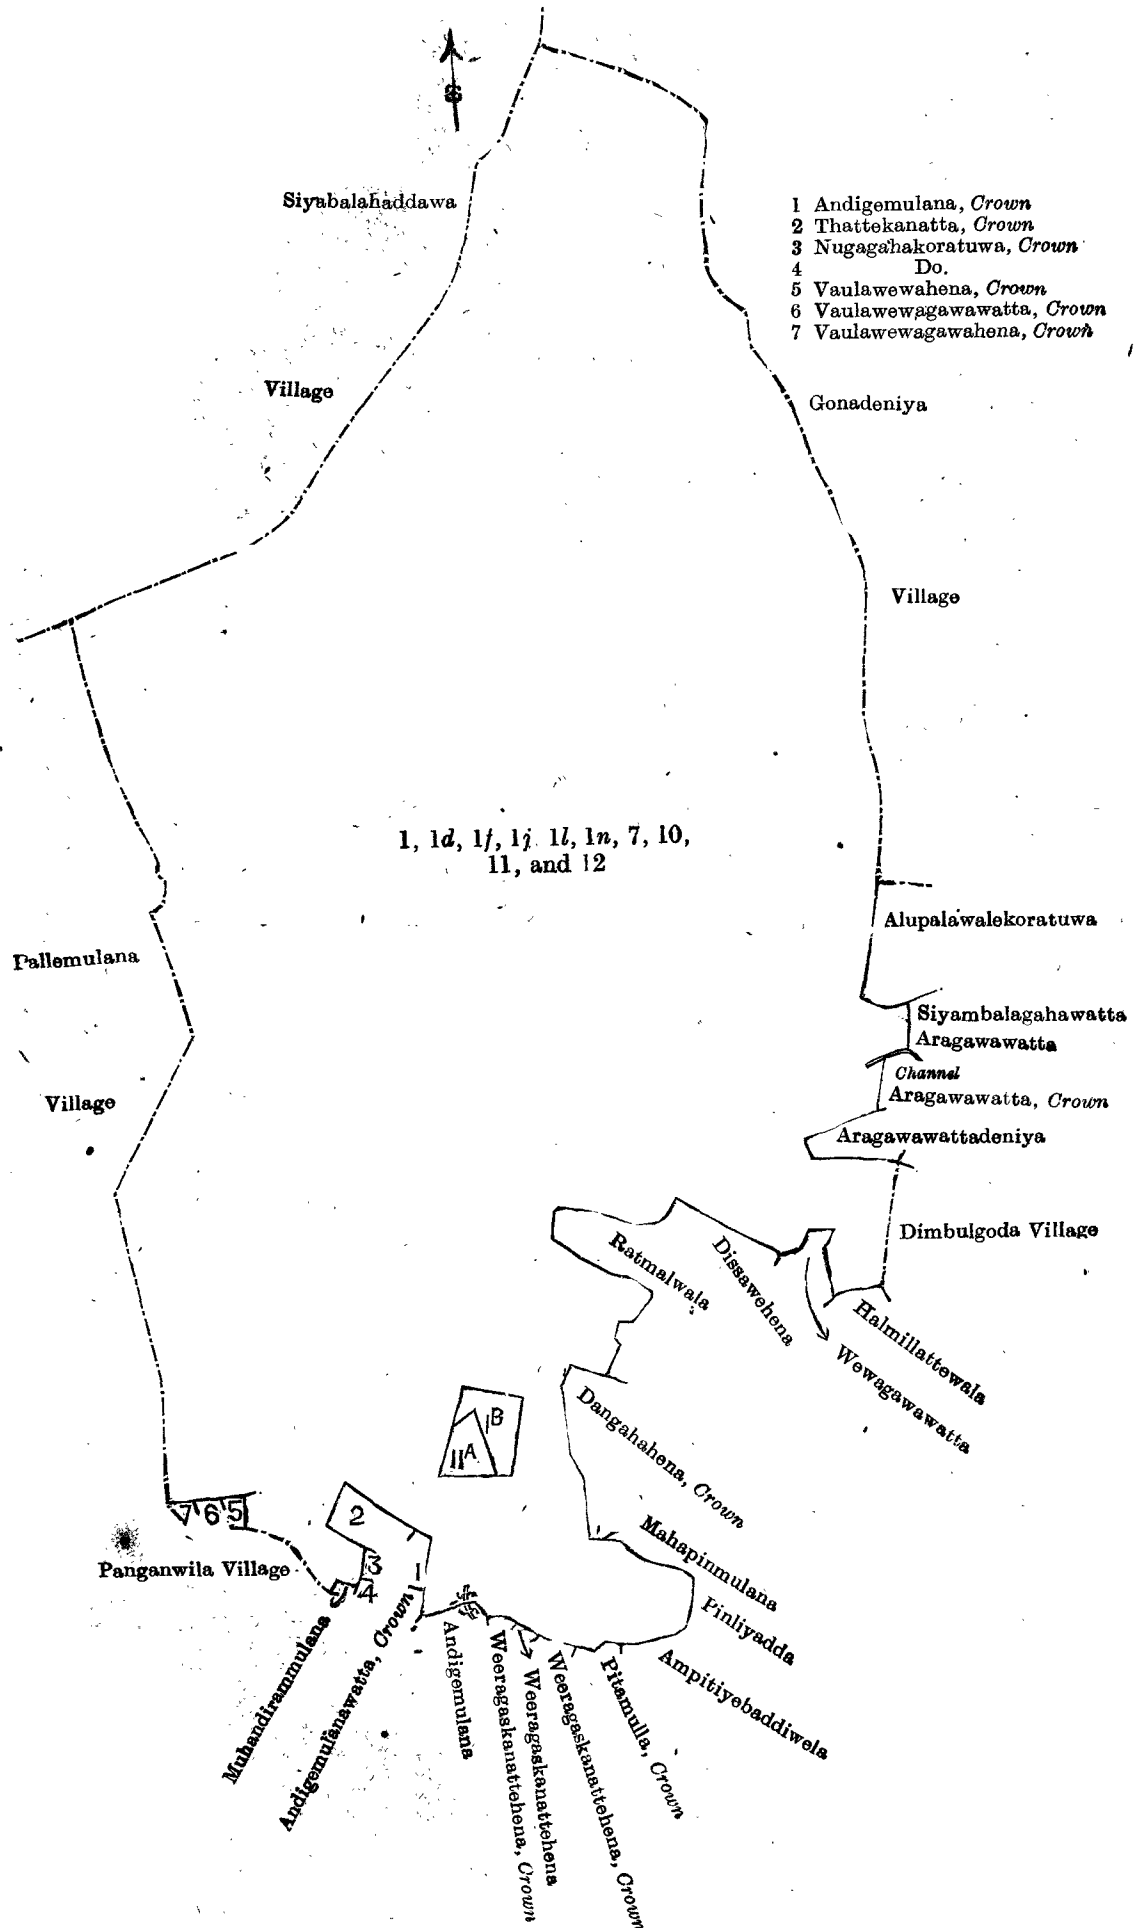 Siyabalahaddawa
1 Andigemulana, Crown
2 Thattekanatta, Crown
3 Nugagahakoratuwa, Crown
4 Do.
5 Vaulawewahena, Crown
6 Vaulawewagawawatta, Crown
7 Vaulawewagawahena, Crown
Village
Gonadeniya
Village
1, 1d, 1f, 1j, 1l, 1n, 7, 10,
11, and 12
Alupalawalekoratuwa
Pallemulana
Siyambalagahawatta
Aragawawatta
Channel
Aragawawatta, Crown
Village
Aragawawattadeniya
Dimbulgoda Village
Ratmalwala
Dissawehena
Halmillattewala
Wewagawawatta
Dangahahena, Crown
1B
11A
7 6 5
2
3
4
1
Panganwila Village
Mahapinmulana
Pinliyadda
Ampitiyebaddiwela
Muhandirammulana
Andigemulanawatta, Crown
Andigemulana
Weeragaskanattehena, Crown
Weeragaskanattehena
Weeragaskanattehena, Crown
Pitamulla, Crown